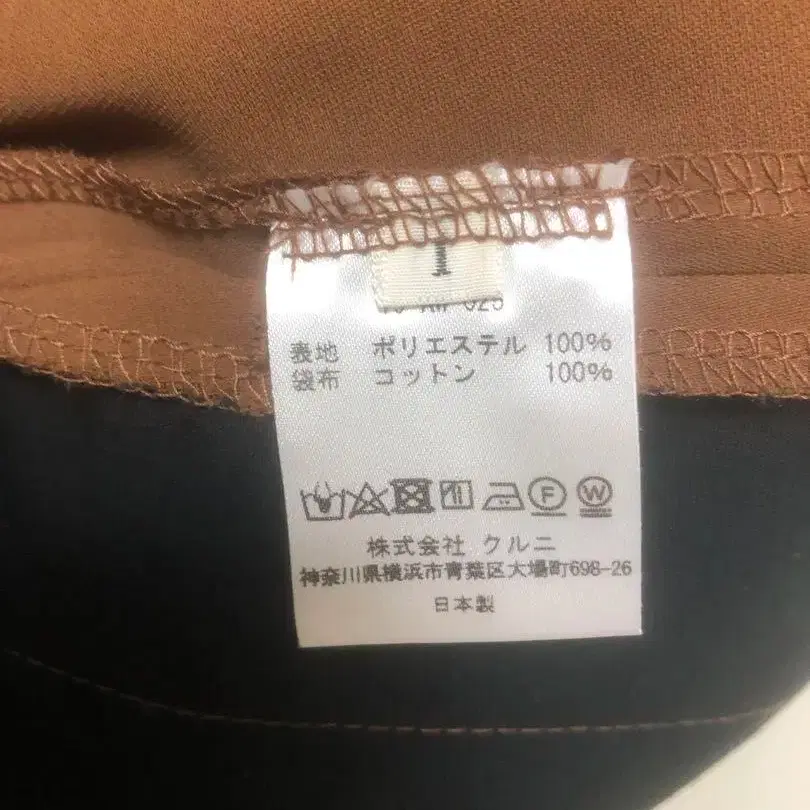 1
表地 ポリエステル 100%
袋布 コットン 100%
F W
株式会社 クルニ
神奈川県横浜市青葉区大場町698-26
日本製